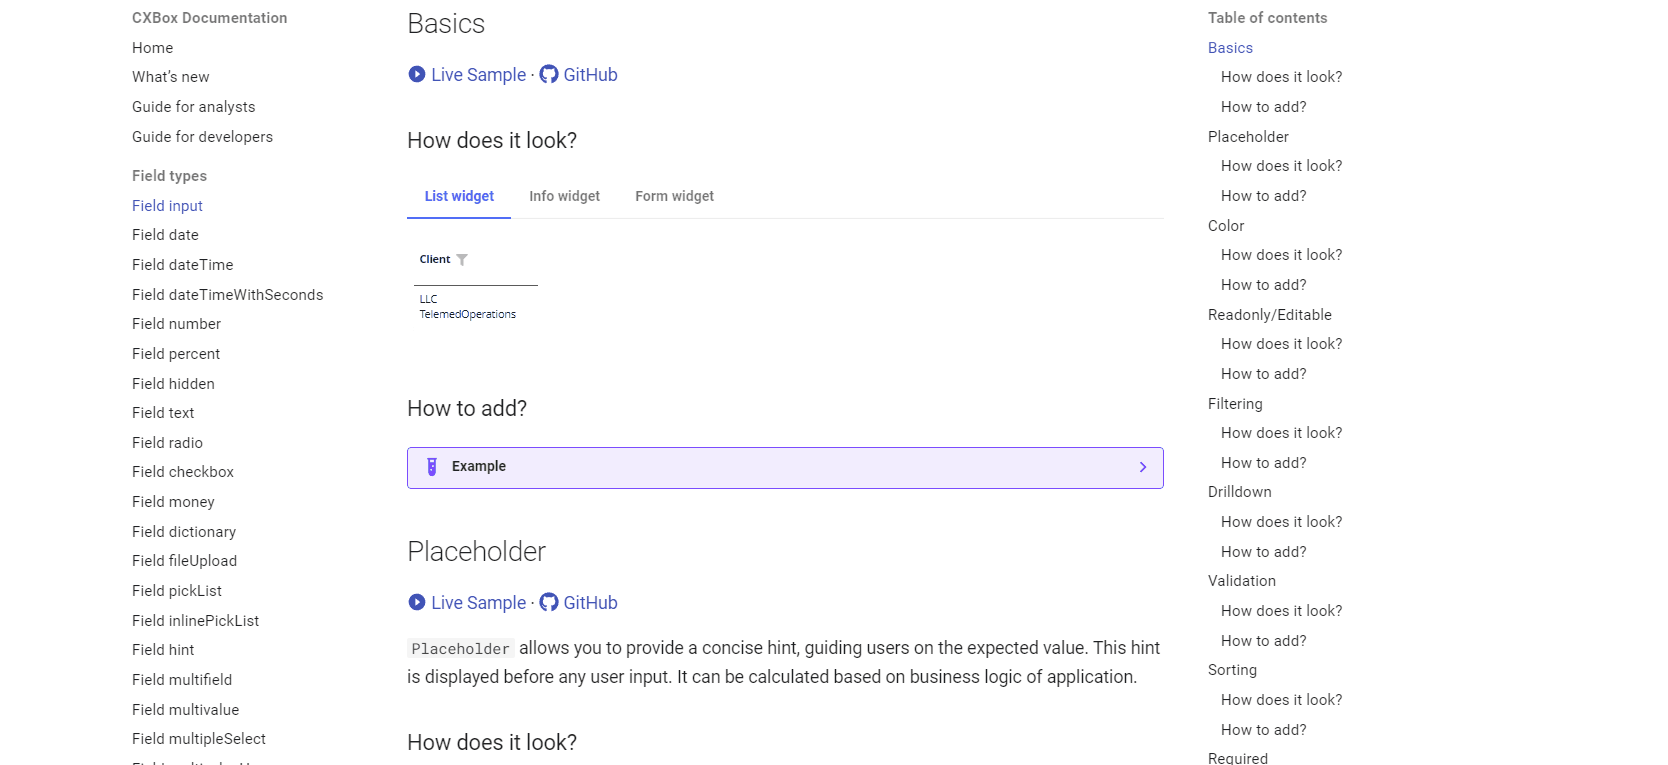 CXBox Documentation
Home
What's new
Guide for analysts
Guide for developers
Field types
Field input
Field date
Field dateTime
Field dateTimeWithSeconds
Field number
Field percent
Field hidden
Field text
Field radio
Field checkbox
Field money
Field dictionary
Field fileUpload
Field pickList
Field inlinePickList
Field hint
Field multifield
Field multivalue
Field multipleSelect
Basics
Live Sample · GitHub
How does it look?
List widget Info widget Form widget
Client
LLC
TelemedOperations
How to add?
Example
Placeholder
Live Sample · GitHub
Placeholder allows you to provide a concise hint, guiding users on the expected value. This hint
is displayed before any user input. It can be calculated based on business logic of application.
How does it look?
Table of contents
Basics
How does it look?
How to add?
Placeholder
How does it look?
How to add?
Color
How does it look?
How to add?
Readonly/Editable
How does it look?
How to add?
Filtering
How does it look?
How to add?
Drilldown
How does it look?
How to add?
Validation
How does it look?
How to add?
Sorting
How does it look?
How to add?
Required